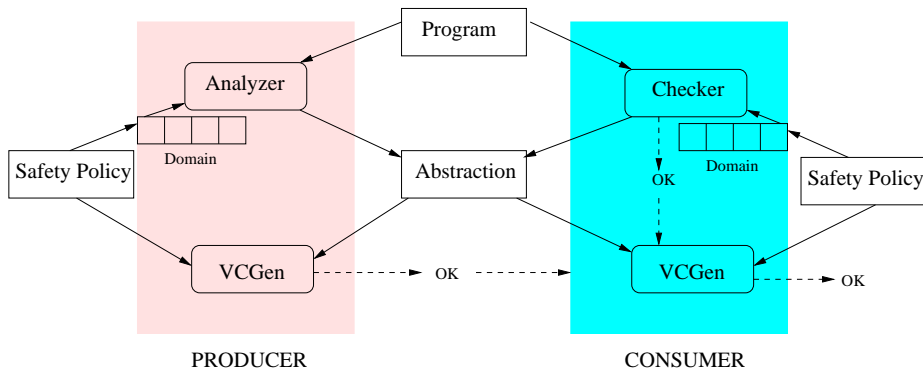 Program
Analyzer
Checker
Domain
Domain
Safety Policy
Abstraction
OK
Safety Policy
VCGen
OK
VCGen
OK
PRODUCER
CONSUMER